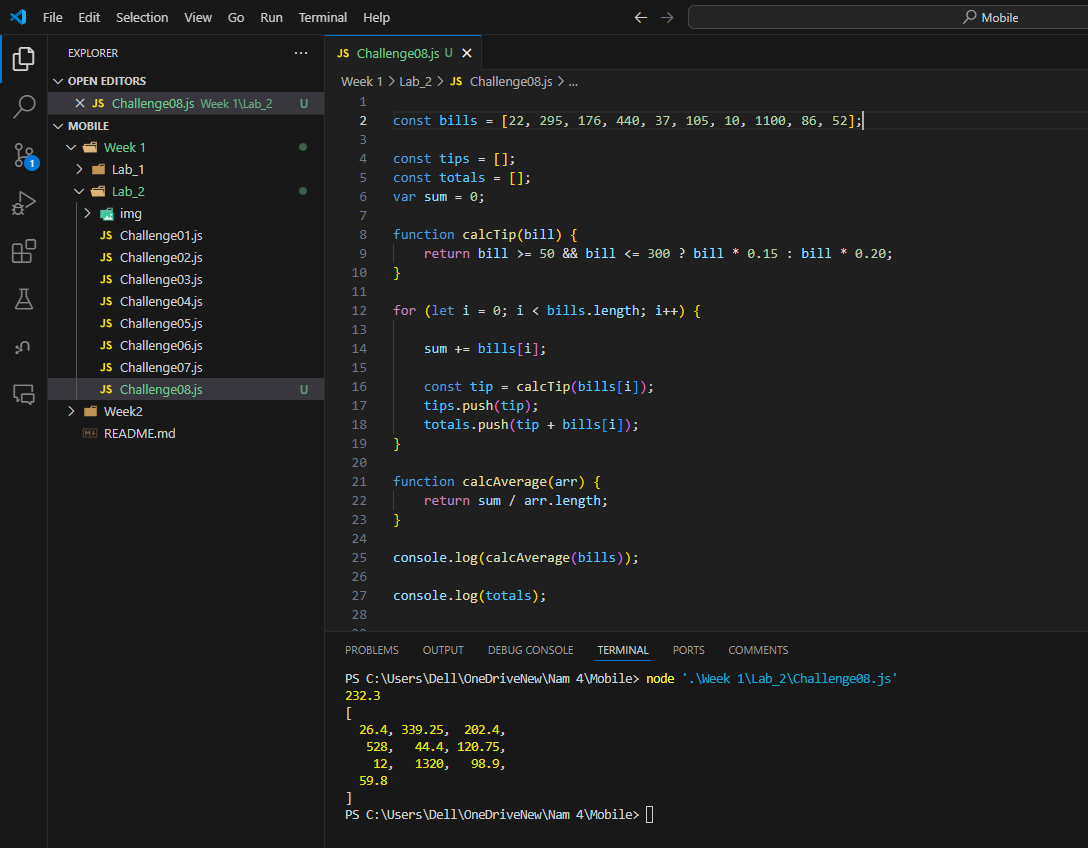 File Edit Selection View Go Run Terminal Help Mobile
EXPLORER ···
OPEN EDITORS
JS Challenge08.js Week 1\Lab_2 U
MOBILE
Week 1
Lab_1
Lab_2
img
JS Challenge01.js
JS Challenge02.js
JS Challenge03.js
JS Challenge04.js
JS Challenge05.js
JS Challenge06.js
JS Challenge07.js
JS Challenge08.js U
Week2
README.md
1
JS Challenge08.js U
Week 1 > Lab_2 > JS Challenge08.js > ...
1
2 const bills = [22, 295, 176, 440, 37, 105, 10, 1100, 86, 52];
3
4 const tips = [];
5 const totals = [];
6 var sum = 0;
7
8 function calcTip(bill) {
9 return bill >= 50 && bill <= 300 ? bill * 0.15 : bill * 0.20;
10 }
11
12 for (let i = 0; i < bills.length; i++) {
13
14 sum += bills[i];
15
16 const tip = calcTip(bills[i]);
17 tips.push(tip);
18 totals.push(tip + bills[i]);
19 }
20
21 function calcAverage(arr) {
22 return sum / arr.length;
23 }
24
25 console.log(calcAverage(bills));
26
27 console.log(totals);
28
PROBLEMS OUTPUT DEBUG CONSOLE TERMINAL PORTS COMMENTS
PS C:\Users\Dell\OneDriveNew\Nam 4\Mobile> node '.\Week 1\Lab_2\Challenge08.js'
232.3
[
26.4, 339.25, 202.4,
528, 44.4, 120.75,
12, 1320, 98.9,
59.8
]
PS C:\Users\Dell\OneDriveNew\Nam 4\Mobile>